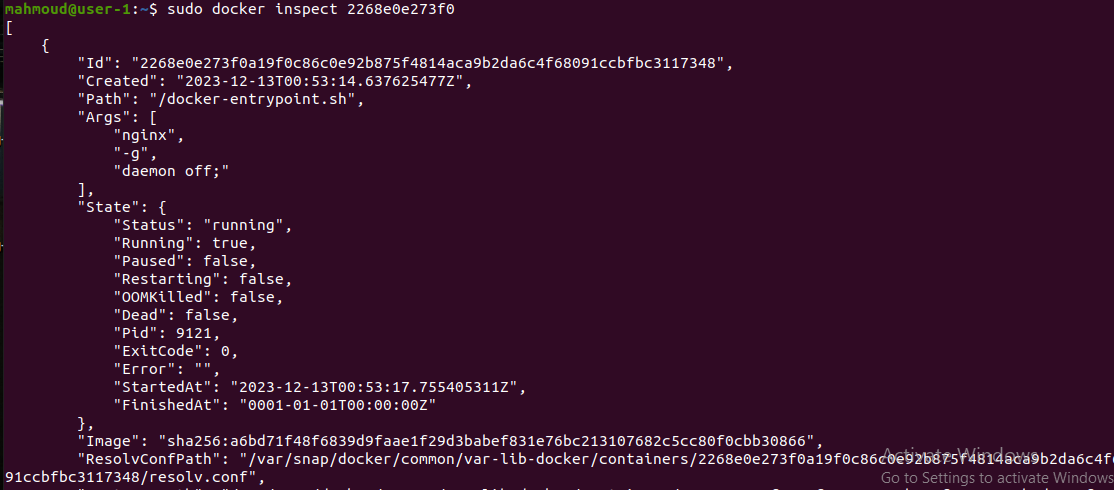 mahmoud@user-1:~$ sudo docker inspect 2268e0e273f0
[
    {
        "Id": "2268e0e273f0a19f0c86c0e92b875f4814aca9b2da6c4f68091ccbfbc3117348",
        "Created": "2023-12-13T00:53:14.637625477Z",
        "Path": "/docker-entrypoint.sh",
        "Args": [
            "nginx",
            "-g",
            "daemon off;"
        ],
        "State": {
            "Status": "running",
            "Running": true,
            "Paused": false,
            "Restarting": false,
            "OOMKilled": false,
            "Dead": false,
            "Pid": 9121,
            "ExitCode": 0,
            "Error": "",
            "StartedAt": "2023-12-13T00:53:17.755405311Z",
            "FinishedAt": "0001-01-01T00:00:00Z"
        },
        "Image": "sha256:a6bd71f48f6839d9faae1f29d3babef831e76bc213107682c5cc80f0cbb30866",
        "ResolvConfPath": "/var/snap/docker/common/var-lib-docker/containers/2268e0e273f0a19f0c86c0e92b875f4814aca9b2da6c4f6
91ccbfbc3117348/resolv.conf",
Activate Windows
Go to Settings to activate Windows